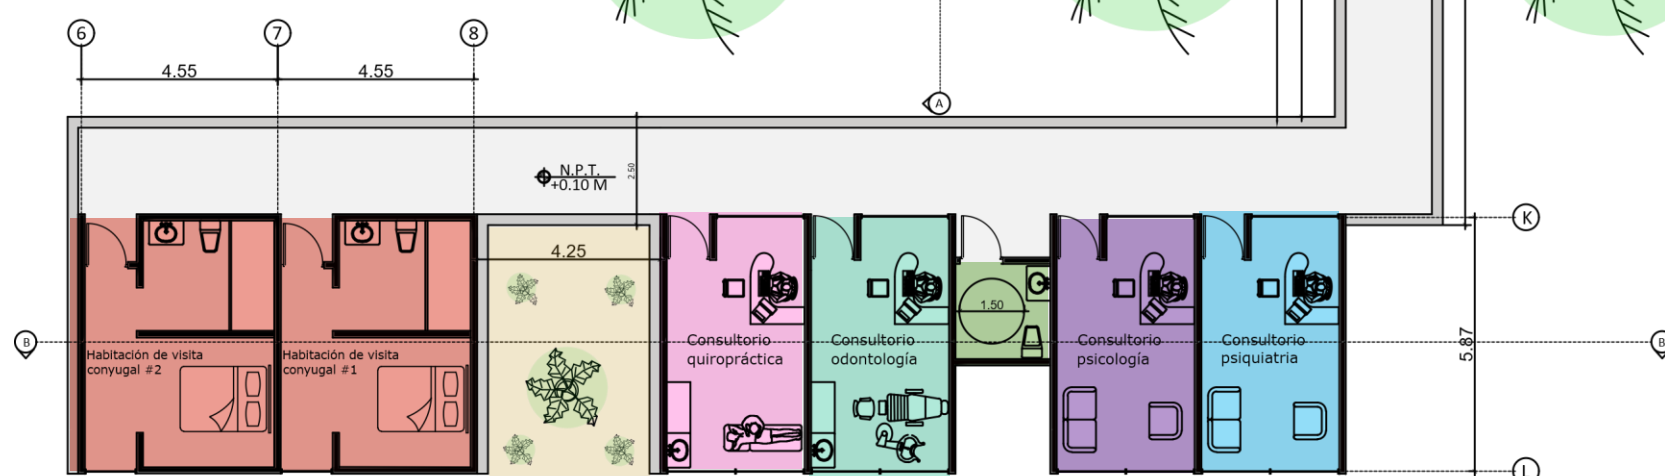 6
7
8
4.55
4.55
A
N.P.T.
+0.10 M
2.50
K
4.25
1.50
B
Habitación de visita
conyugal #2
Habitación de visita
conyugal #1
Consultorio
quiropráctica
Consultorio
odontología
Consultorio
psicología
Consultorio
psiquiatria
5.87
B
L